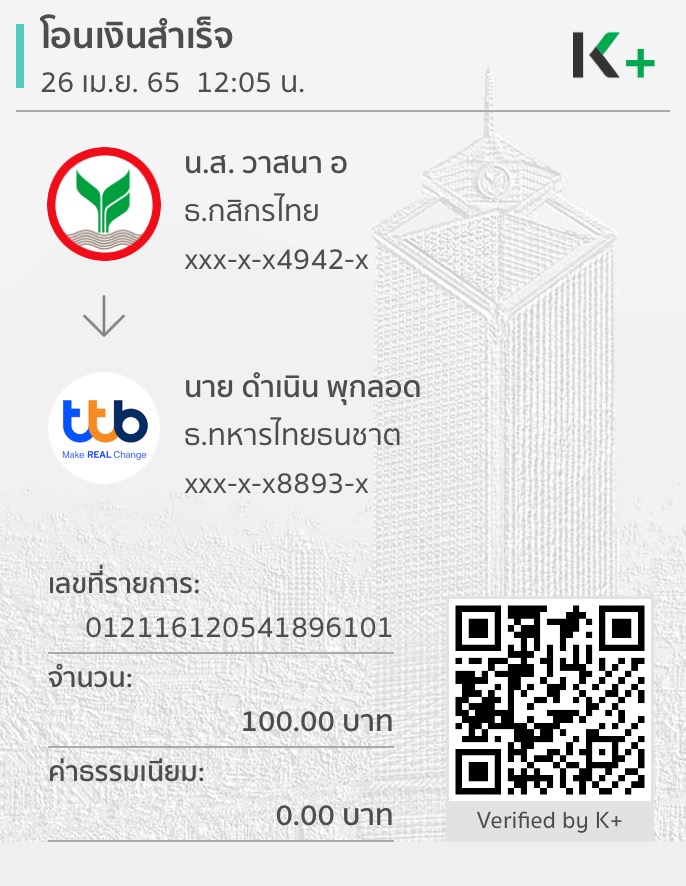 โอนเงินสำเร็จ
26 เม.ย. 65 12:05 น.
K+
น.ส. วาสนา อ
ธ.กสิกรไทย
xxx-x-x4942-x
นาย ดำเนิน พุกลอด
ttb
Make REAL Change
ธ.ทหารไทยธนชาต
xxx-x-x8893-x
เลขที่รายการ:
012116120541896101
จำนวน:
100.00 บาท
ค่าธรรมเนียม:
0.00 บาท
Verified by K+